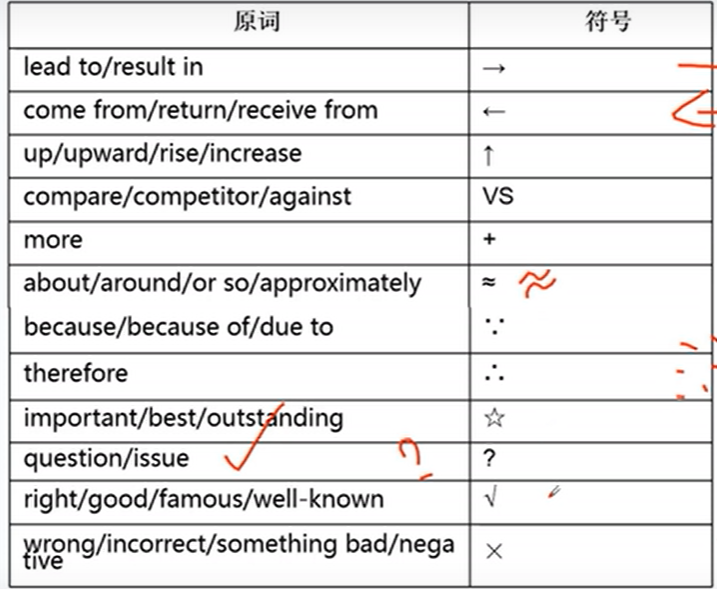 原词 符号
lead to/result in →
come from/return/receive from ←
up/upward/rise/increase ↑
compare/competitor/against VS
more +
about/around/or so/approximately ≈
because/because of/due to ∵
therefore ∴
important/best/outstanding ☆
question/issue ?
right/good/famous/well-known √
wrong/incorrect/something bad/nega
tive ×